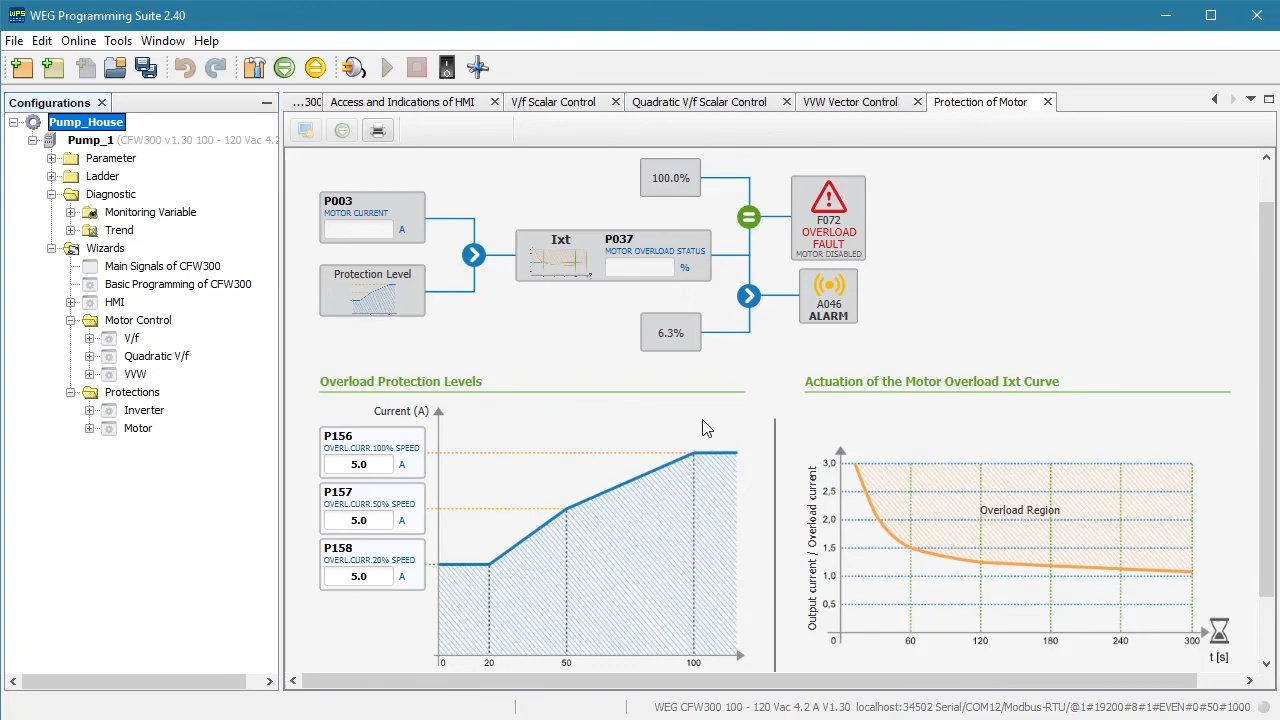 WPS
WEG Programming Suite 2.40
File Edit Online Tools Window Help
Configurations
...300 Access and Indications of HMI V/f Scalar Control Quadratic V/f Scalar Control VVW Vector Control Protection of Motor
Pump_House
Pump_1 (CFW300 v1.30 100 - 120 Vac 4.2
Parameter
Ladder
Diagnostic
Monitoring Variable
Trend
Wizards
Main Signals of CFW300
Basic Programming of CFW300
HMI
Motor Control
V/f
Quadratic V/f
VVW
Protections
Inverter
Motor
100.0%
P003
MOTOR CURRENT
A
Protection Level
Ixt
P037
MOTOR OVERLOAD STATUS
%
F072
OVERLOAD
FAULT
MOTOR DISABLED
A046
ALARM
6.3%
Overload Protection Levels
Current (A)
P156
OVERL.CURR.100% SPEED
5.0 A
P157
OVERL.CURR.50% SPEED
5.0 A
P158
OVERL.CURR.20% SPEED
5.0 A
0 20 50 100
Actuation of the Motor Overload Ixt Curve
Output current / Overload current
3,0
2,5
2,0
1,5
1,0
0,5
0 60 120 180 240 300
Overload Region
t [s]
WEG CFW300 100 - 120 Vac 4.2 A V1.30 localhost:34502 Serial/COM12/Modbus-RTU/@1#19200#8#1#EVEN#0#50#1000